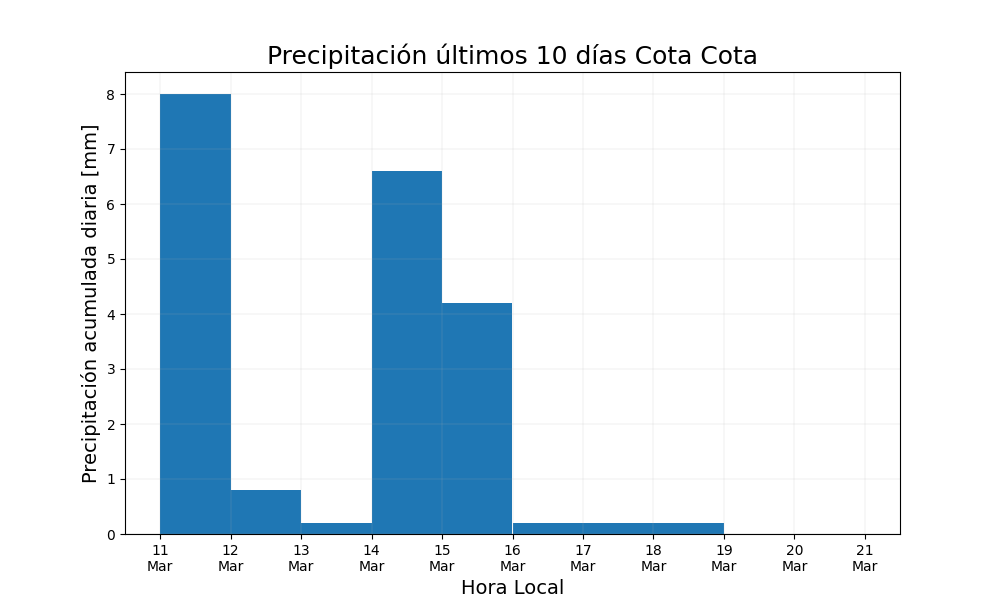 Precipitación últimos 10 días Cota Cota
Precipitación acumulada diaria [mm]
8
7
6
5
4
3
2
1
0
11 12 13 14 15 16 17 18 19 20 21
Mar Mar Mar Mar Mar Mar Mar Mar Mar Mar Mar
Hora Local